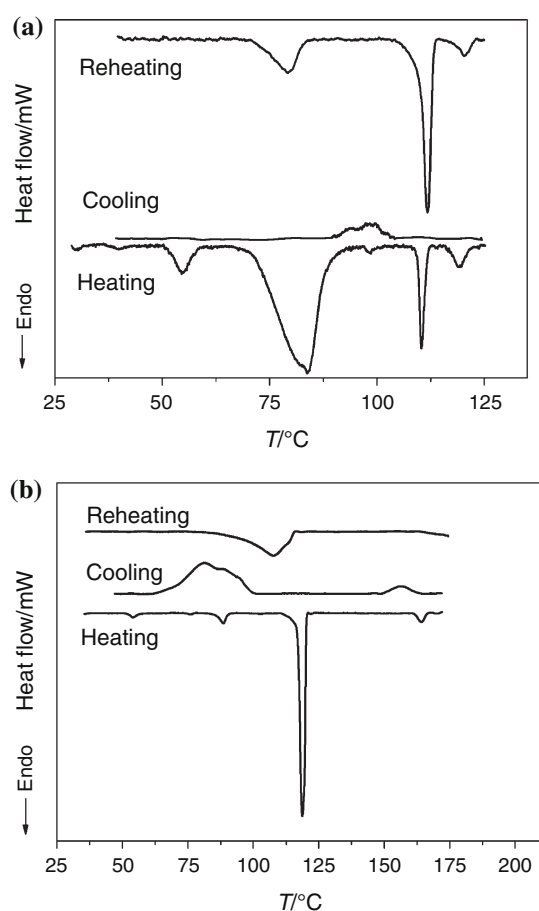 (a)
Reheating
Cooling
Heating
Heat flow/mW
← Endo
25 50 75 100 125
T/°C
(b)
Reheating
Cooling
Heating
Heat flow/mW
← Endo
25 50 75 100 125 150 175 200
T/°C